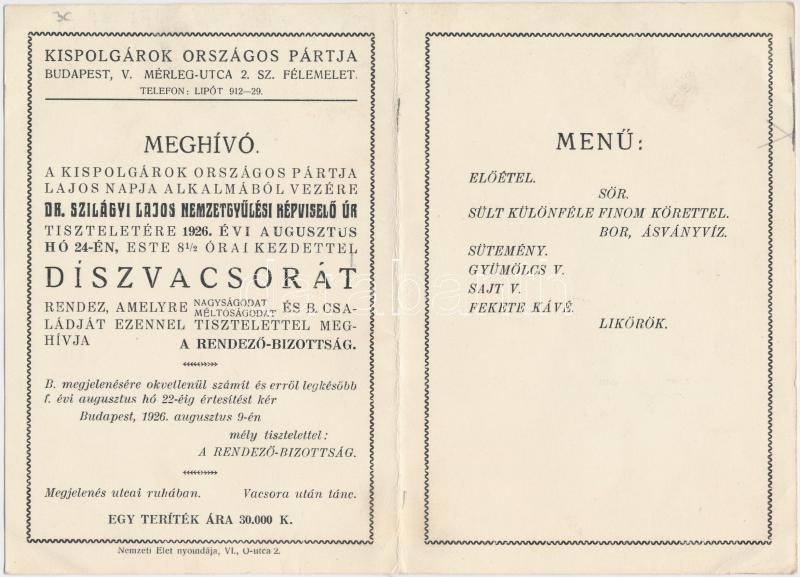 KISPOLGÁROK ORSZÁGOS PÁRTJA
BUDAPEST, V. MÉRLEG-UTCA 2. SZ. FÉLEMELET.
TELEFON: LIPÓT 912—29.
MEGHÍVÓ.
A KISPOLGÁROK ORSZÁGOS PÁRTJA
LAJOS NAPJA ALKALMÁBÓL VEZÉRE
DR. SZILÁGYI LAJOS NEMZETGYŰLÉSI KÉPVISELŐ ÚR
TISZTELETÉRE 1926. ÉVI AUGUSZTUS
HÓ 24-ÉN, ESTE 8½ ÓRAI KEZDETTEL
DÍSZVACSORÁT
RENDEZ, AMELYRE NAGYSÁGODAT MÉLTÓSÁGODAT ÉS B. CSA-
LÁDJÁT EZENNEL TISZTELETTEL MEG-
HÍVJA A RENDEZŐ-BIZOTTSÁG.
B. megjelenésére okvetlenül számít és erről legkésőbb
f. évi augusztus hó 22-éig értesítést kér
Budapest, 1926. augusztus 9-én
mély tisztelettel:
A RENDEZŐ-BIZOTTSÁG.
Megjelenés utcai ruhában. Vacsora után tánc.
EGY TERÍTÉK ÁRA 30.000 K.
Nemzeti Élet nyomdája, VI., Ó-utca 2.
MENŰ:
ELŐÉTEL.
SÖR.
SÜLT KÜLÖNFÉLE FINOM KÖRETTEL.
BOR, ÁSVÁNYVÍZ.
SÜTEMÉNY.
GYÜMÖLCS V.
SAJT V.
FEKETE KÁVÉ.
LIKŐRÖK.